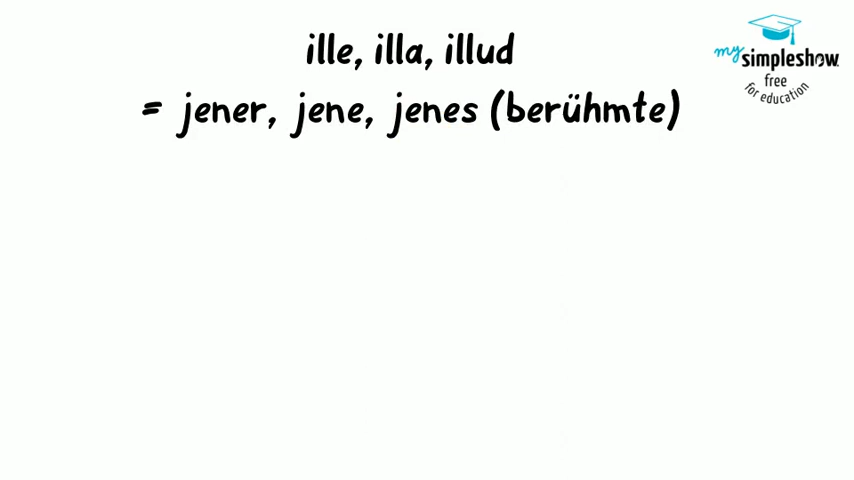 ille, illa, illud
= jener, jene, jenes (berühmte)
my
simpleshow
free
for education